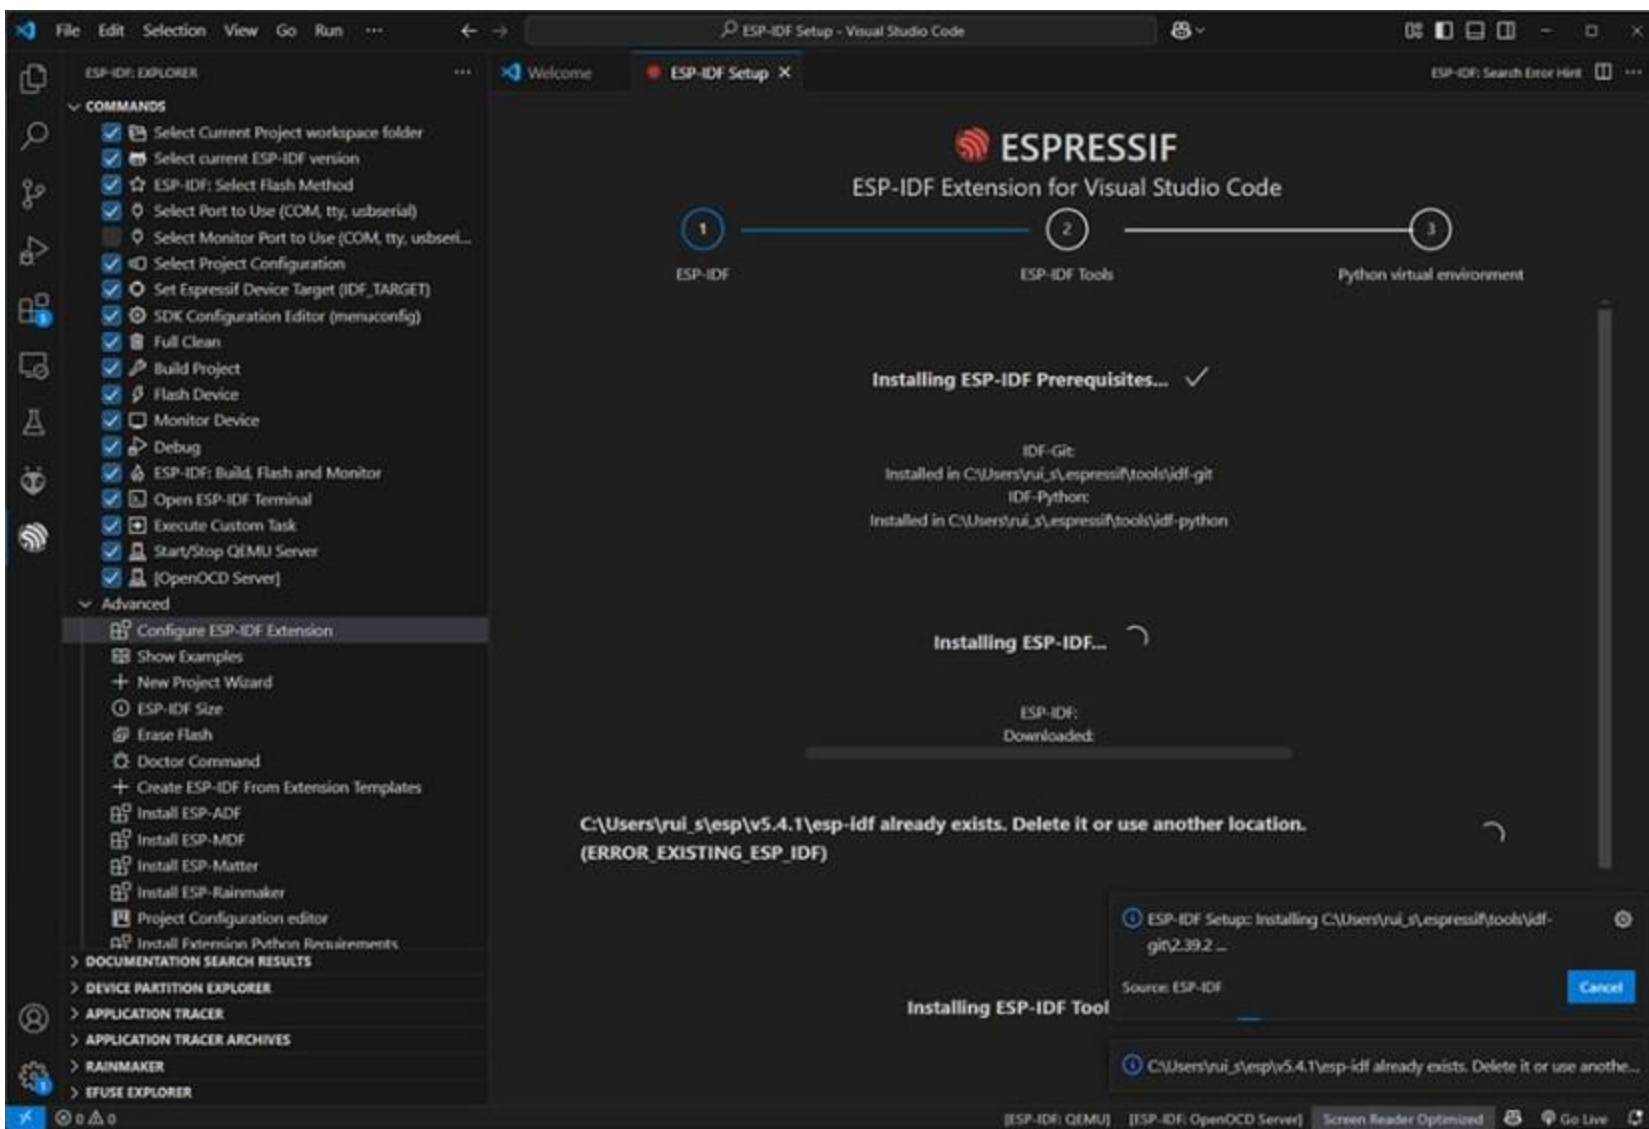 File Edit Selection View Go Run ···
ESP-IDF Setup - Visual Studio Code
ESP-IDF: EXPLORER
Welcome
ESP-IDF Setup
ESP-IDF: Search Error Hint
COMMANDS
Select Current Project workspace folder
Select current ESP-IDF version
ESP-IDF: Select Flash Method
Select Port to Use (COM, tty, usbserial)
Select Monitor Port to Use (COM, tty, usbseri...
Select Project Configuration
Set Espressif Device Target (IDF_TARGET)
SDK Configuration Editor (menuconfig)
Full Clean
Build Project
Flash Device
Monitor Device
Debug
ESP-IDF: Build, Flash and Monitor
Open ESP-IDF Terminal
Execute Custom Task
Start/Stop QEMU Server
[OpenOCD Server]
Advanced
Configure ESP-IDF Extension
Show Examples
New Project Wizard
ESP-IDF Size
Erase Flash
Doctor Command
Create ESP-IDF From Extension Templates
Install ESP-ADF
Install ESP-MDF
Install ESP-Matter
Install ESP-Rainmaker
Project Configuration editor
Install Extension Python Requirements
DOCUMENTATION SEARCH RESULTS
DEVICE PARTITION EXPLORER
APPLICATION TRACER
APPLICATION TRACER ARCHIVES
RAINMAKER
EFUSE EXPLORER
ESPRESSIF
ESP-IDF Extension for Visual Studio Code
1
2
3
ESP-IDF
ESP-IDF Tools
Python virtual environment
Installing ESP-IDF Prerequisites...
IDF-Git:
Installed in C:\Users\rui_s\.espressif\tools\idf-git
IDF-Python:
Installed in C:\Users\rui_s\.espressif\tools\idf-python
Installing ESP-IDF...
ESP-IDF:
Downloaded:
C:\Users\rui_s\esp\v5.4.1\esp-idf already exists. Delete it or use another location.
(ERROR_EXISTING_ESP_IDF)
Installing ESP-IDF Tool
ESP-IDF Setup:: Installing C:\Users\rui_s\.espressif\tools\idf-
git\2.39.2 ...
Source: ESP-IDF
Cancel
C:\Users\rui_s\esp\v5.4.1\esp-idf already exists. Delete it or use anothe...
0 0
[ESP-IDF: QEMU] [ESP-IDF: OpenOCD Server] Screen Reader Optimized Go Live